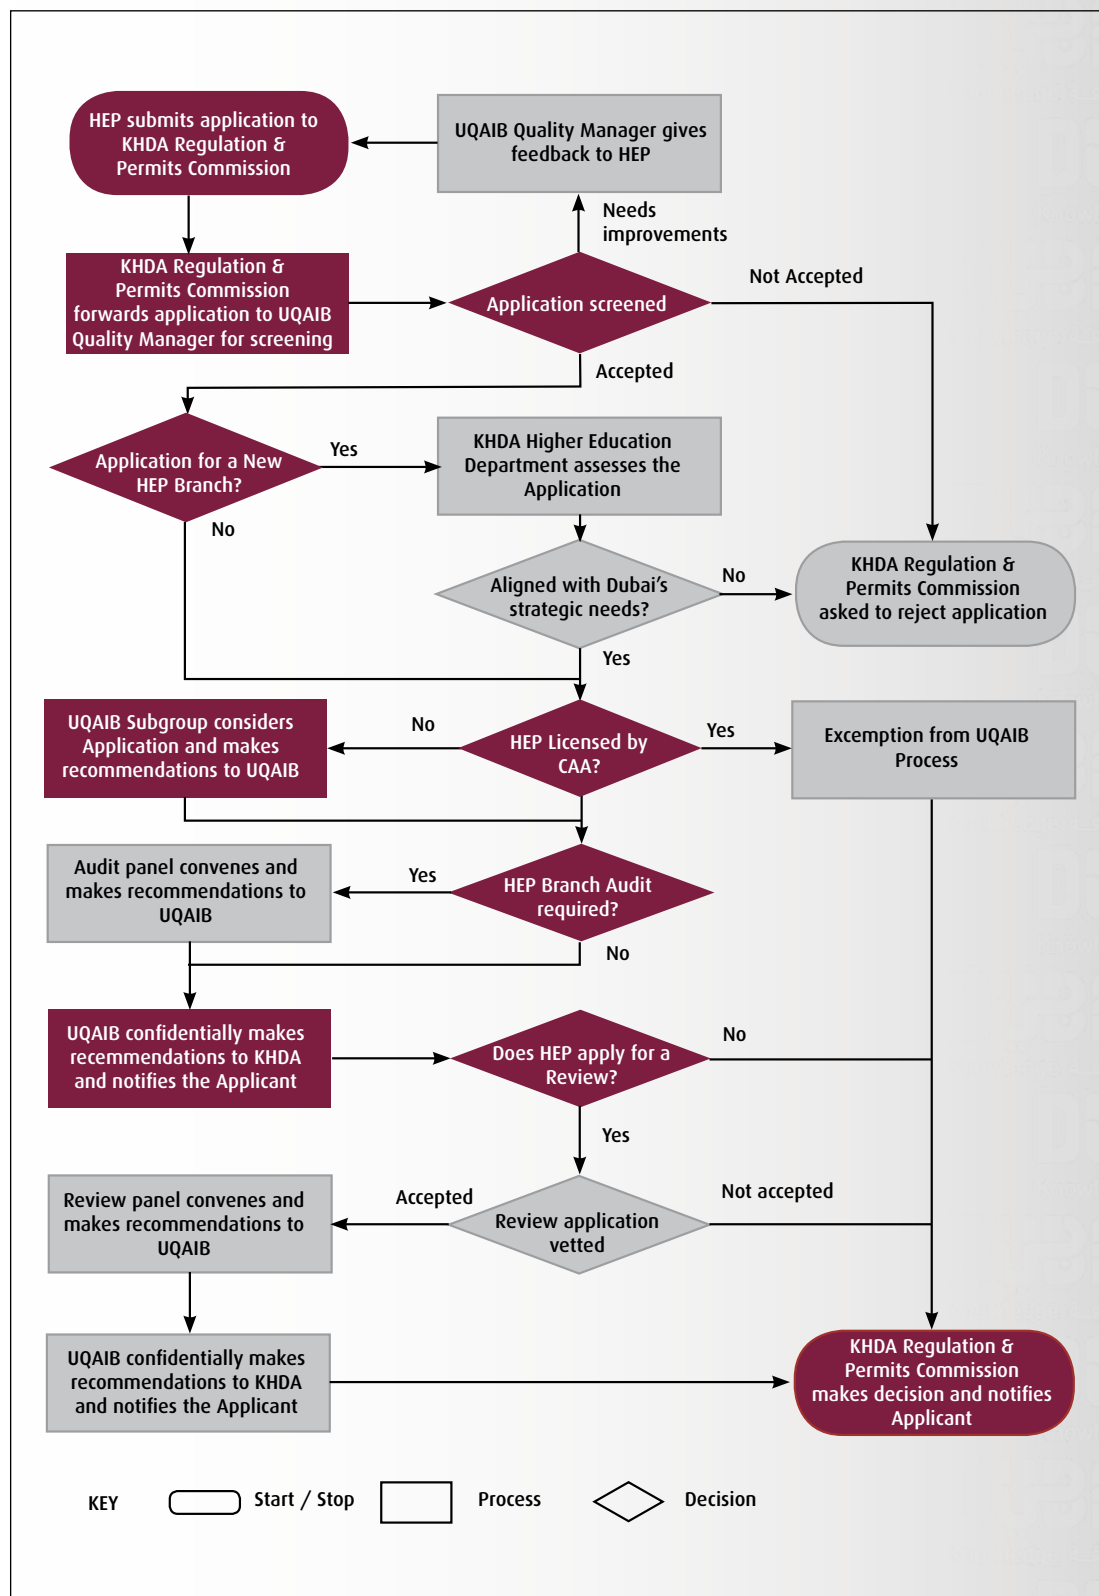 HEP submits application to
KHDA Regulation &
Permits Commission
UQAIB Quality Manager gives
feedback to HEP
Needs
improvements
KHDA Regulation &
Permits Commission
forwards application to UQAIB
Quality Manager for screening
Application screened
Not Accepted
Accepted
Application for a New
HEP Branch?
Yes
KHDA Higher Education
Department assesses the
Application
No
Aligned with Dubai's
strategic needs?
No
KHDA Regulation &
Permits Commission
asked to reject application
Yes
UQAIB Subgroup considers
Application and makes
recommendations to UQAIB
No
HEP Licensed by
CAA?
Yes
Excemption from UQAIB
Process
Audit panel convenes and
makes recommendations to
UQAIB
Yes
HEP Branch Audit
required?
No
UQAIB confidentially makes
recemmendations to KHDA
and notifies the Applicant
Does HEP apply for a
Review?
No
Yes
Review panel convenes and
makes recommendations to
UQAIB
Accepted
Review application
vetted
Not accepted
UQAIB confidentially makes
recommendations to KHDA
and notifies the Applicant
KHDA Regulation &
Permits Commission
makes decision and notifies
Applicant
KEY
Start / Stop
Process
Decision